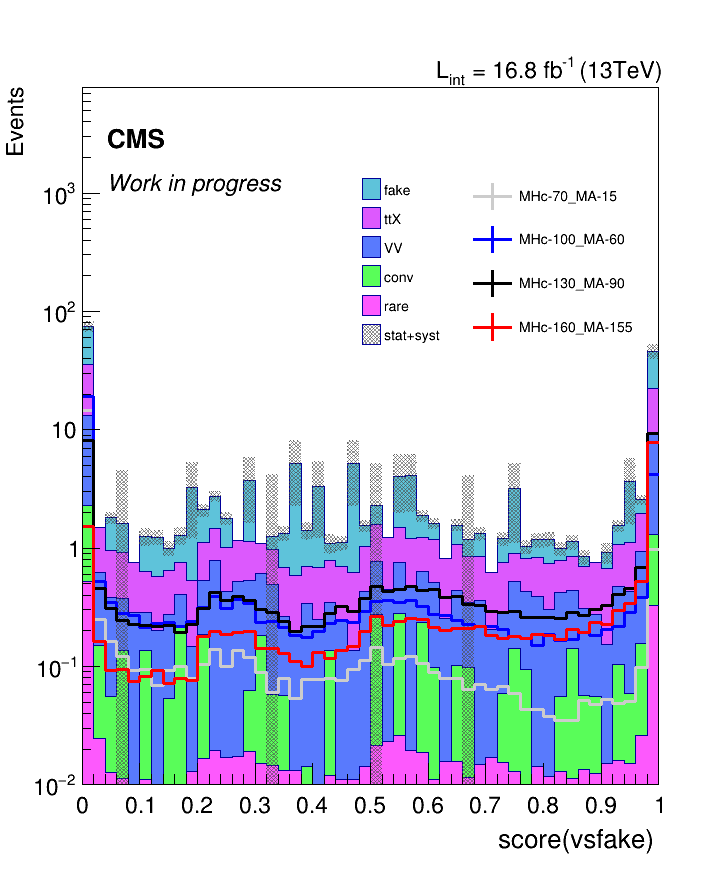 L_int = 16.8 fb^-1 (13TeV)
Events
CMS
Work in progress
fake
ttX
VV
conv
rare
stat+syst
MHc-70_MA-15
MHc-100_MA-60
MHc-130_MA-90
MHc-160_MA-155
10^3
10^2
10
1
10^-1
10^-2
0 0.1 0.2 0.3 0.4 0.5 0.6 0.7 0.8 0.9 1
score(vsfake)